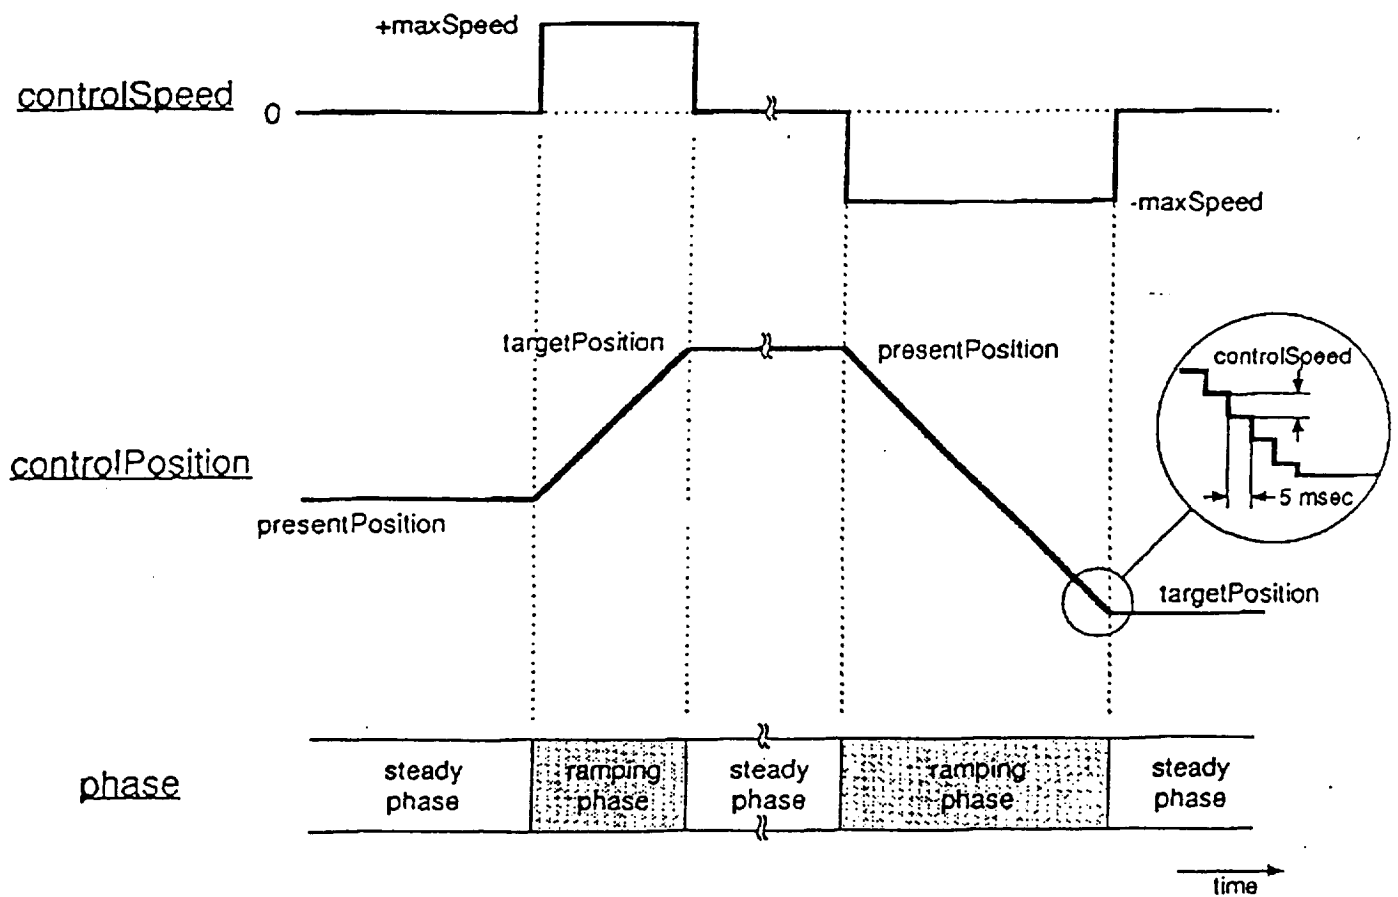 +maxSpeed
controlSpeed
0
-maxSpeed
targetPosition
presentPosition
controlSpeed
controlPosition
5 msec
presentPosition
targetPosition
phase
steady
phase
ramping
phase
steady
phase
ramping
phase
steady
phase
time